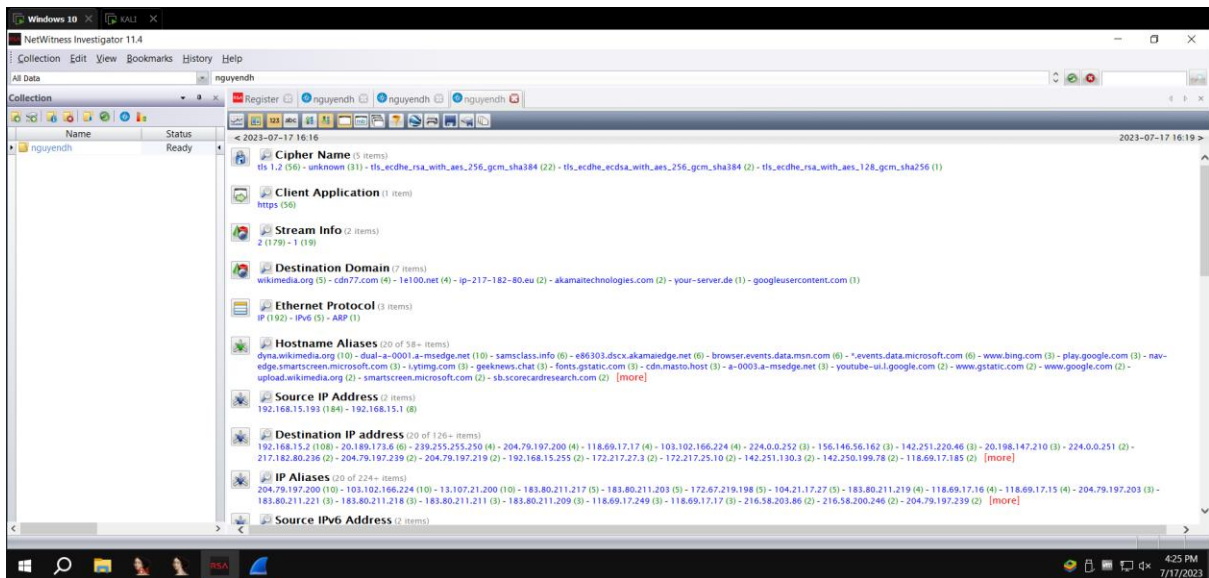 Windows 10 × KALI ×
NetWitness Investigator 11.4
Collection Edit View Bookmarks History Help
All Data nguyendh
Collection Register nguyendh nguyendh nguyendh
Name Status
nguyendh Ready
< 2023-07-17 16:16 2023-07-17 16:19 >
Cipher Name (5 items)
tls 1.2 (56) - unknown (31) - tls_ecdhe_rsa_with_aes_256_gcm_sha384 (22) - tls_ecdhe_ecdsa_with_aes_256_gcm_sha384 (2) - tls_ecdhe_rsa_with_aes_128_gcm_sha256 (1)
Client Application (1 item)
https (56)
Stream Info (2 items)
2 (179) - 1 (19)
Destination Domain (7 items)
wikimedia.org (5) - cdn77.com (4) - 1e100.net (4) - ip-217-182-80.eu (2) - akamaitechnologies.com (2) - your-server.de (1) - googleusercontent.com (1)
Ethernet Protocol (3 items)
IP (192) - IPv6 (5) - ARP (1)
Hostname Aliases (20 of 58+ items)
dyna.wikimedia.org (10) - dual-a-0001.a-msedge.net (10) - samsclass.info (6) - e86303.dscx.akamaiedge.net (6) - browser.events.data.msn.com (6) - *.events.data.microsoft.com (6) - www.bing.com (3) - play.google.com (3) - nav-
edge.smartscreen.microsoft.com (3) - i.ytimg.com (3) - geeknews.chat (3) - fonts.gstatic.com (3) - cdn.masto.host (3) - a-0003.a-msedge.net (3) - youtube-ui.l.google.com (2) - www.gstatic.com (2) - www.google.com (2) -
upload.wikimedia.org (2) - smartscreen.microsoft.com (2) - sb.scorecardresearch.com (2) [more]
Source IP Address (2 items)
192.168.15.193 (184) - 192.168.15.1 (8)
Destination IP address (20 of 126+ items)
192.168.15.2 (108) - 20.189.173.6 (6) - 239.255.255.250 (4) - 204.79.197.200 (4) - 118.69.17.17 (4) - 103.102.166.224 (4) - 224.0.0.252 (3) - 156.146.56.162 (3) - 142.251.220.46 (3) - 20.198.147.210 (3) - 224.0.0.251 (2) -
217.182.80.236 (2) - 204.79.197.239 (2) - 204.79.197.219 (2) - 192.168.15.255 (2) - 172.217.27.3 (2) - 172.217.25.10 (2) - 142.251.130.3 (2) - 142.250.199.78 (2) - 118.69.17.185 (2) [more]
IP Aliases (20 of 224+ items)
204.79.197.200 (10) - 103.102.166.224 (10) - 13.107.21.200 (10) - 183.80.211.217 (5) - 183.80.211.203 (5) - 172.67.219.198 (5) - 104.21.17.27 (5) - 183.80.211.219 (4) - 118.69.17.16 (4) - 118.69.17.15 (4) - 204.79.197.203 (3) -
183.80.211.221 (3) - 183.80.211.218 (3) - 183.80.211.211 (3) - 183.80.211.209 (3) - 118.69.17.249 (3) - 118.69.17.17 (3) - 216.58.203.86 (2) - 216.58.200.246 (2) - 204.79.197.239 (2) [more]
Source IPv6 Address (2 items)
RSA
4:25 PM
7/17/2023